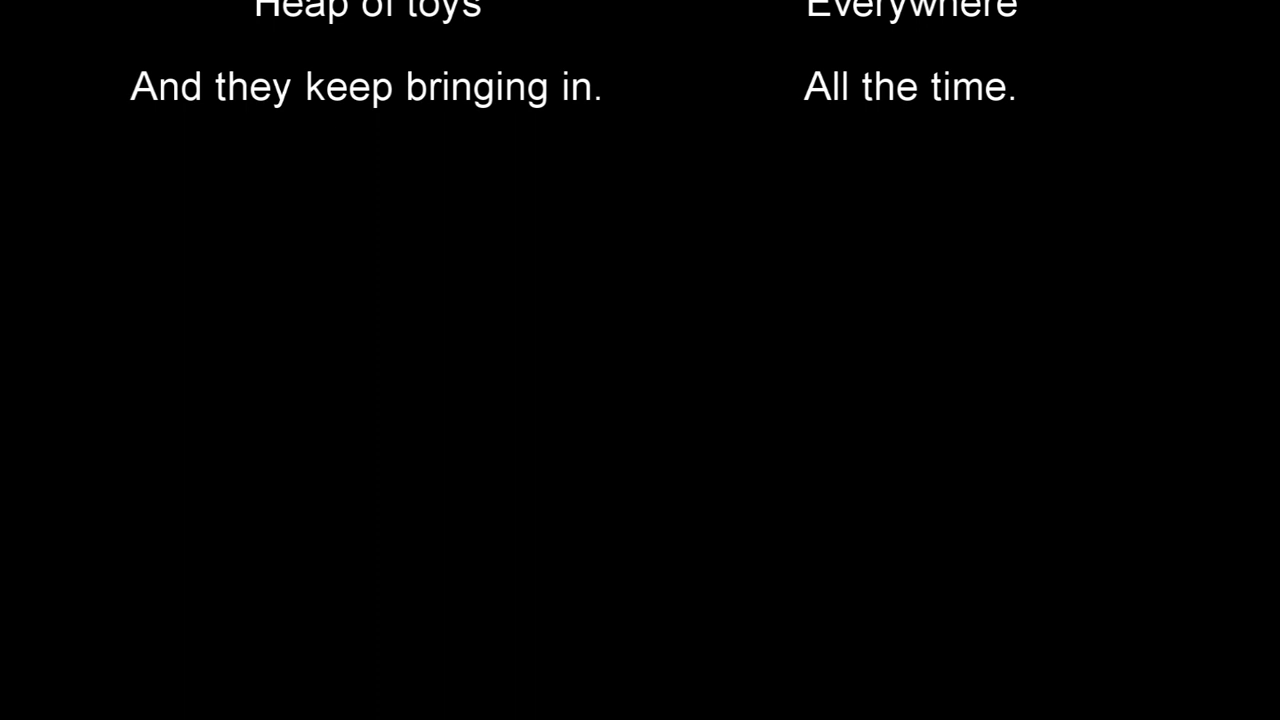 Heap of toys
Everywhere
And they keep bringing in.
All the time.